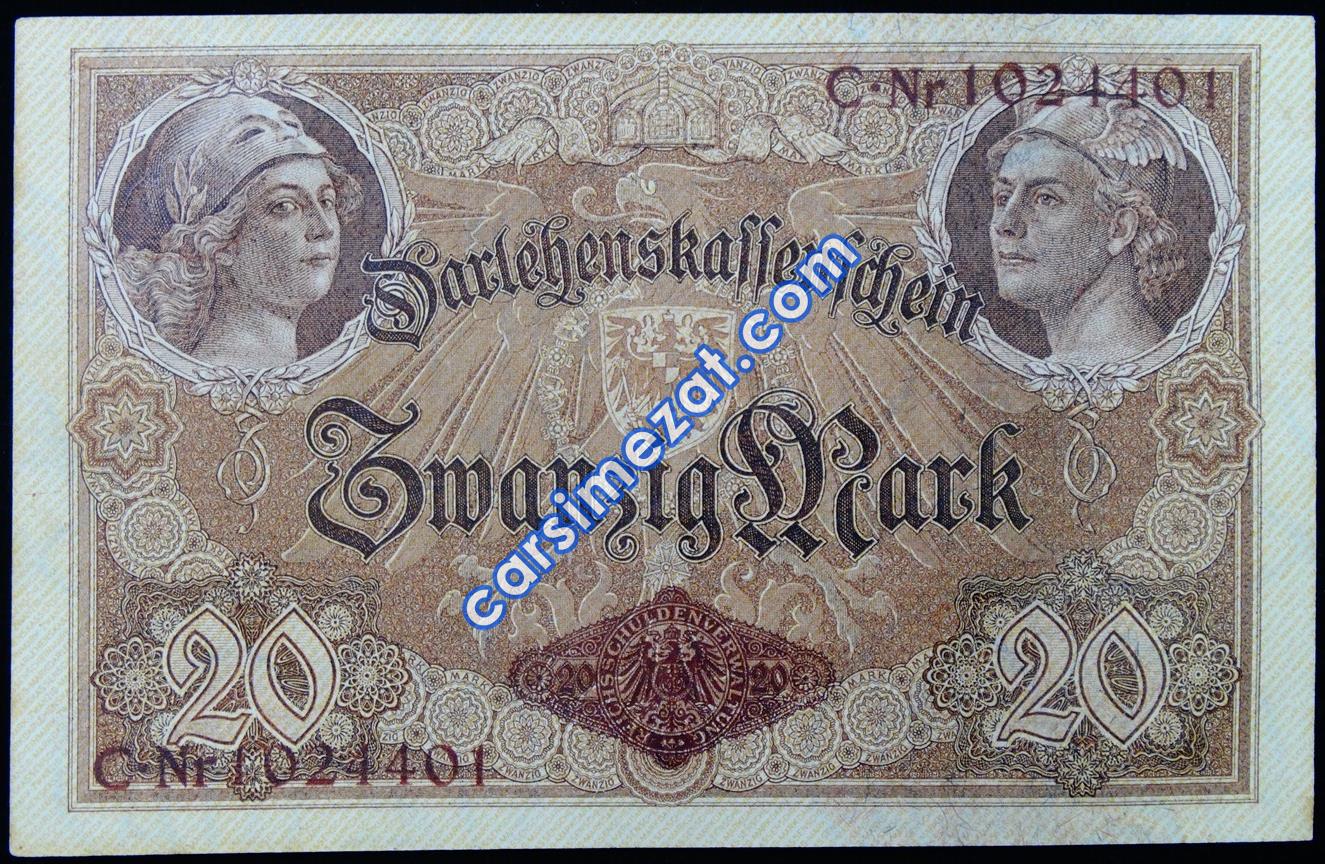 C·Nr 1024401
Darlehenskassenschein
Zwanzig Mark
carsimezat.com
REICHSSCHULDENVERWALTUNG
20 20
20 20
C·Nr 1024401